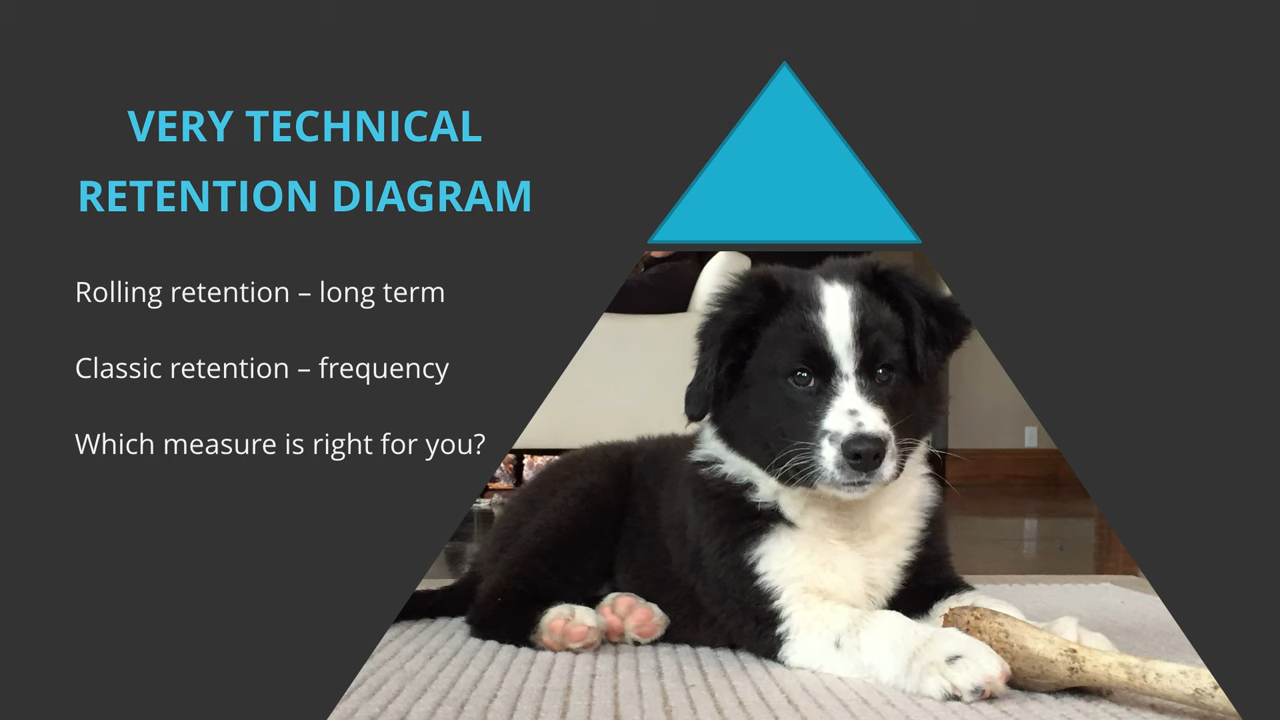 VERY TECHNICAL
RETENTION DIAGRAM
Rolling retention – long term
Classic retention – frequency
Which measure is right for you?